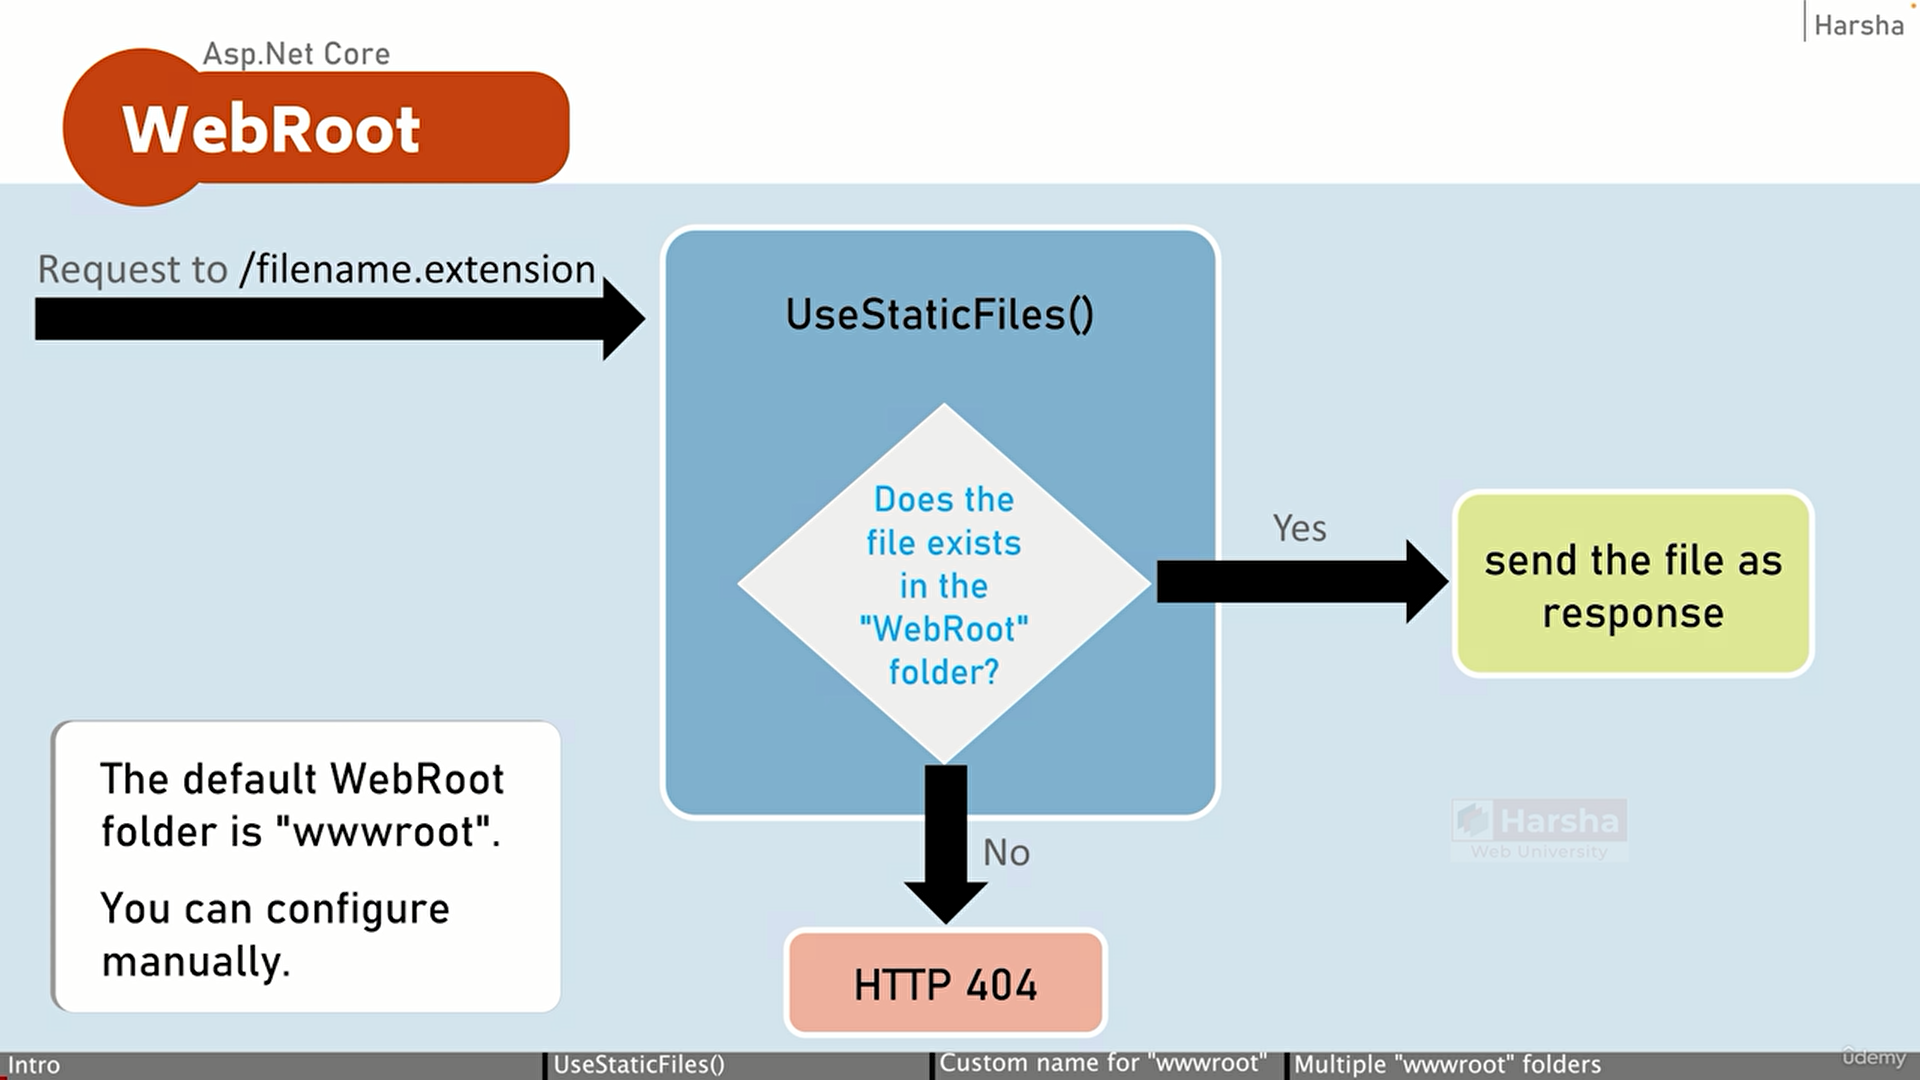 Harsha
Asp.Net Core
WebRoot
Request to /filename.extension
UseStaticFiles()
Does the
file exists
in the
"WebRoot"
folder?
Yes
send the file as
response
The default WebRoot
folder is "wwwroot".
You can configure
manually.
No
HTTP 404
Harsha
Web University
Intro
UseStaticFiles()
Custom name for "wwwroot"
Multiple "wwwroot" folders
ûdemy